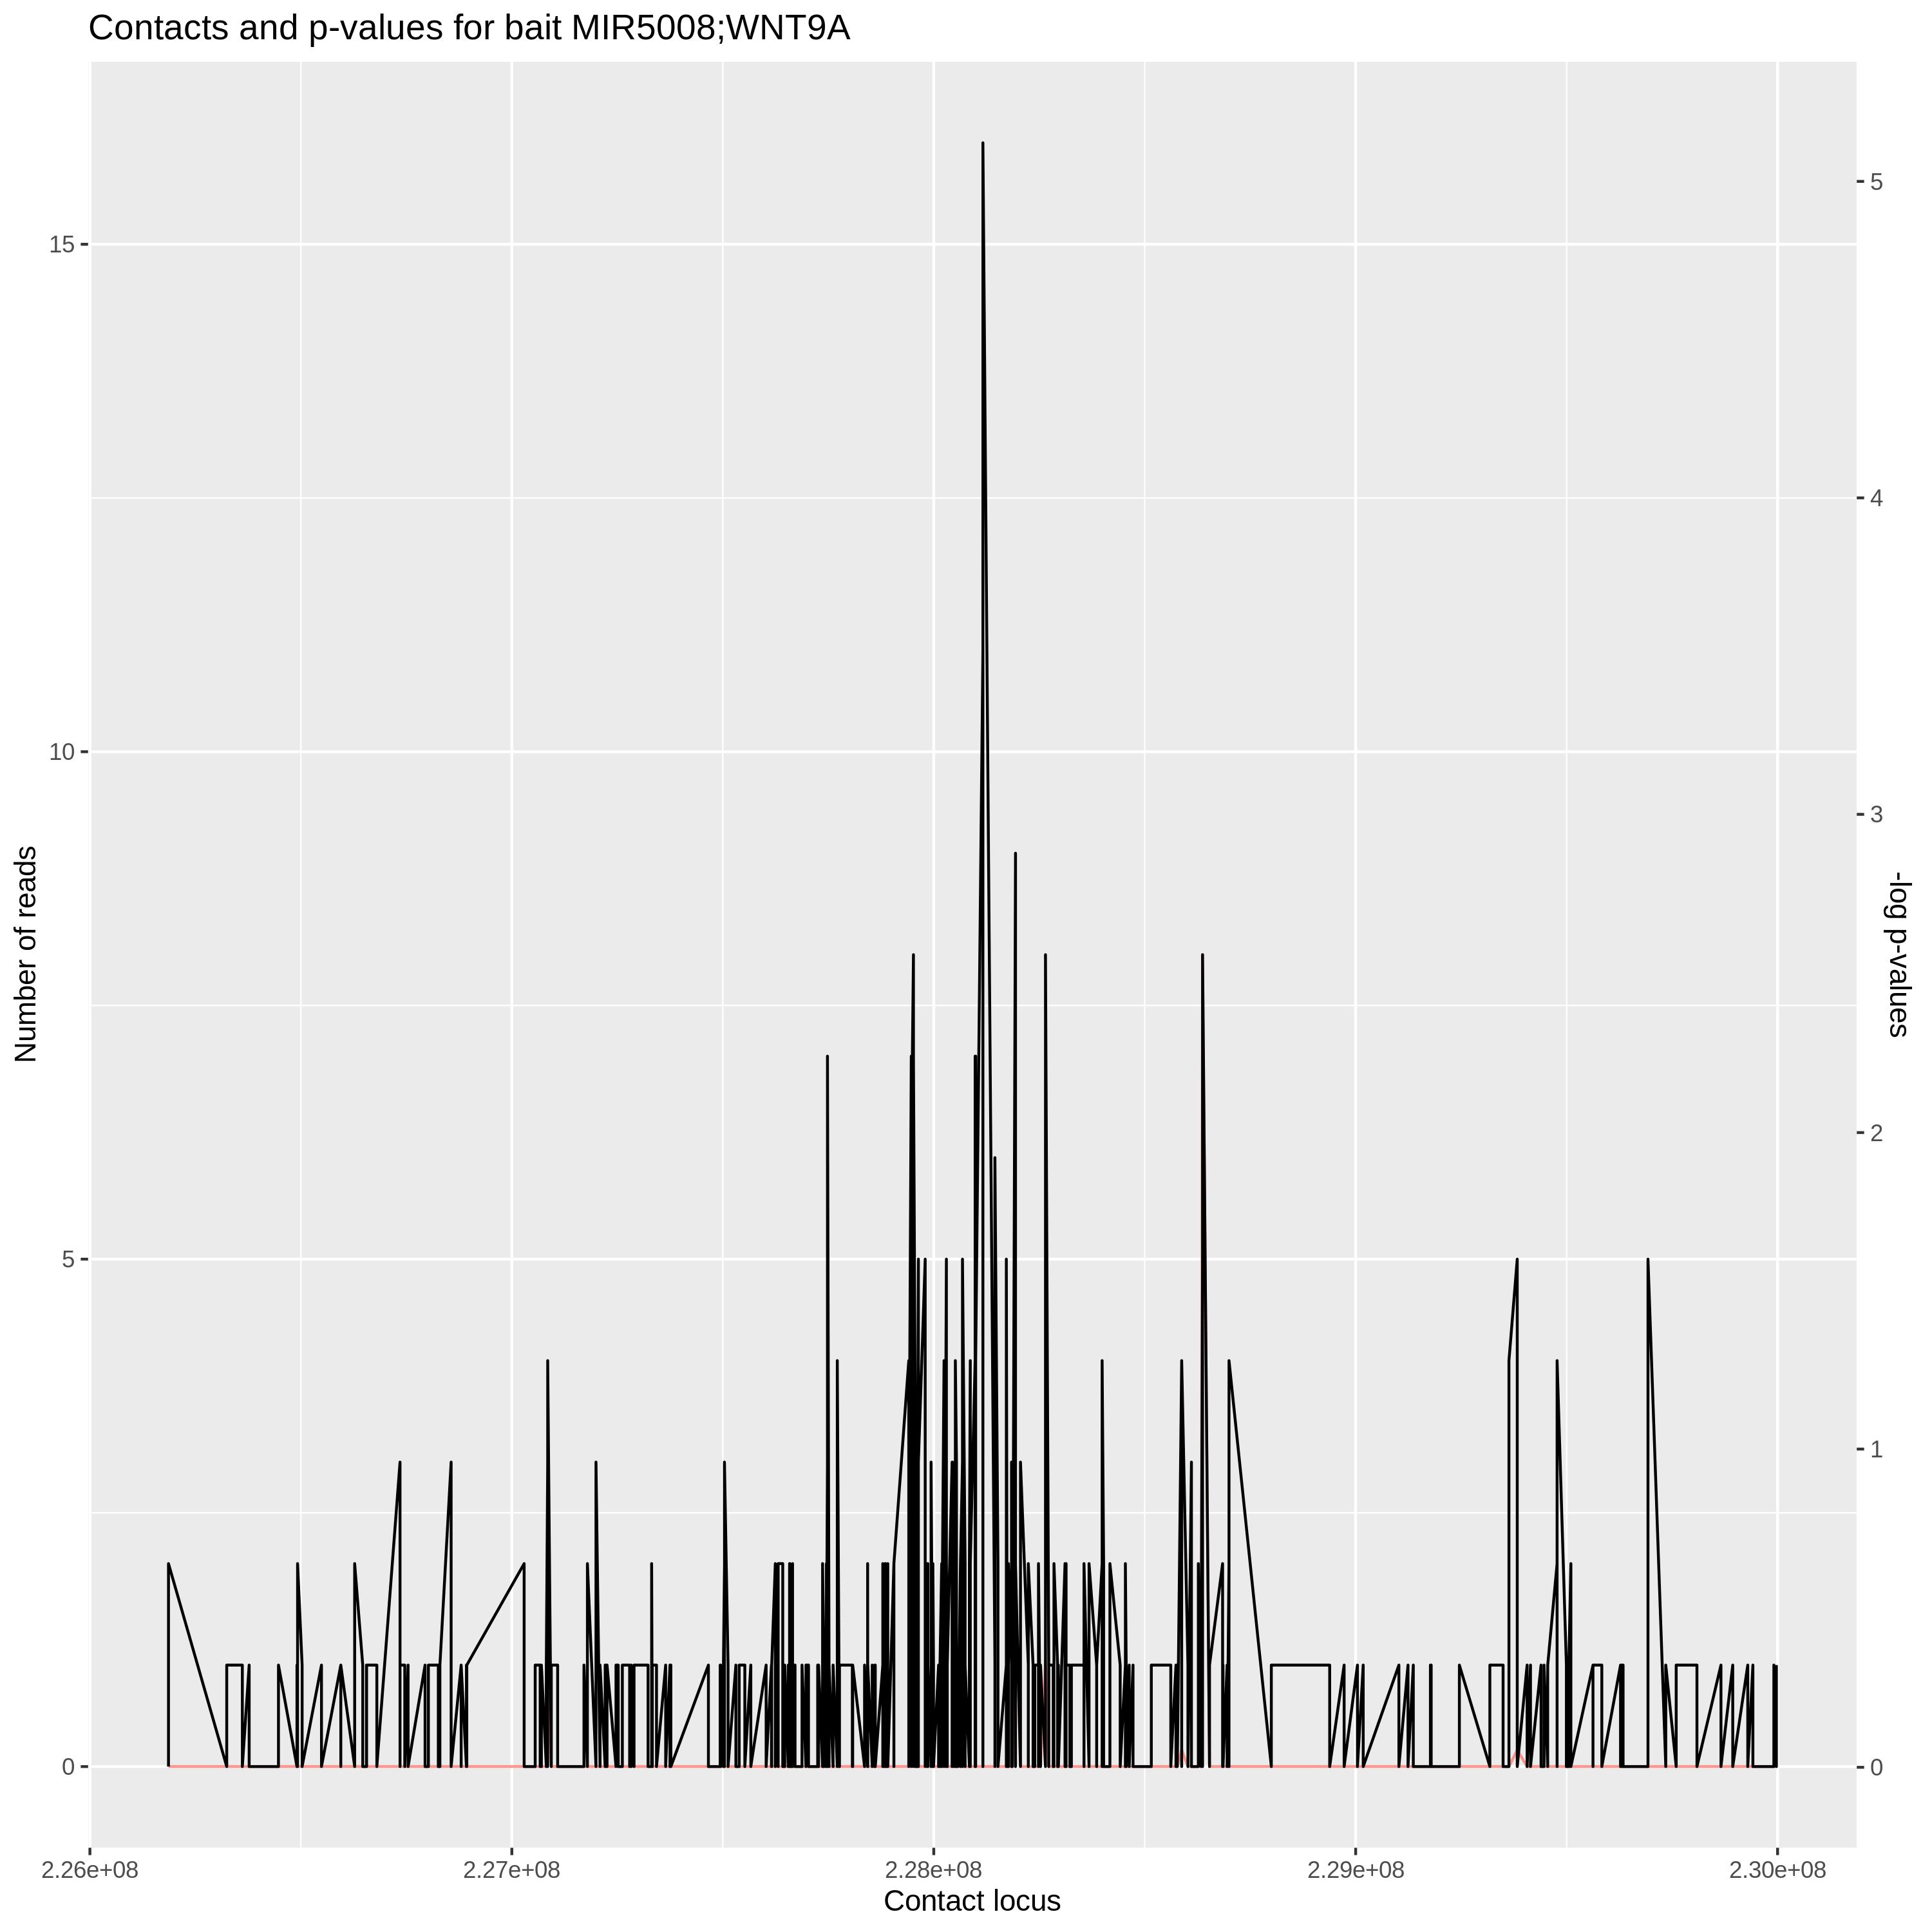 Contacts and p-values for bait MIR5008;WNT9A
Number of reads
15
10
5
0
5
4
3
2
1
0
-log p-values
2.26e+08
2.27e+08
2.28e+08
2.29e+08
2.30e+08
Contact locus